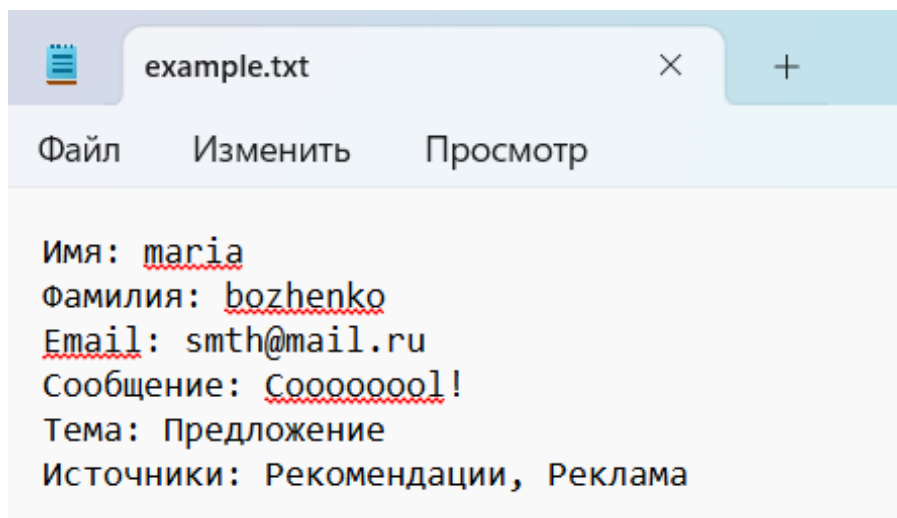 example.txt
Файл Изменить Просмотр
Имя: maria
Фамилия: bozhenko
Email: smth@mail.ru
Сообщение: Cooooooool!
Тема: Предложение
Источники: Рекомендации, Реклама